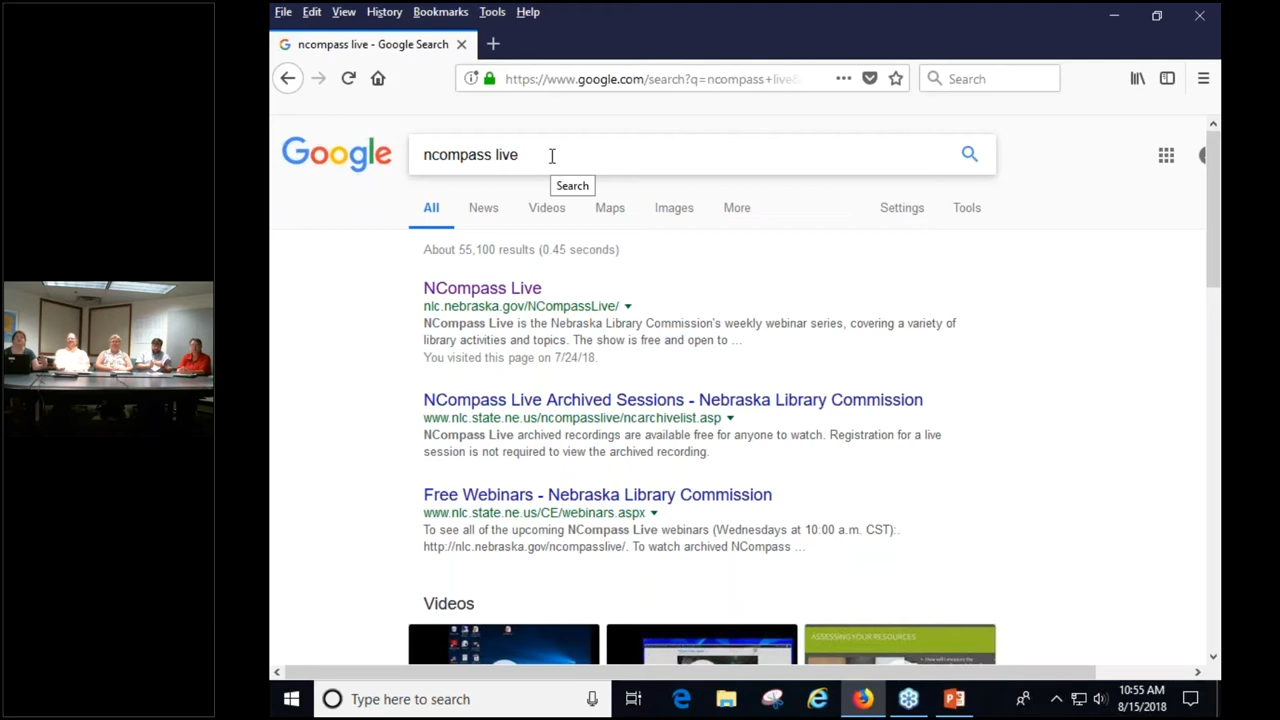 File Edit View History Bookmarks Tools Help
ncompass live - Google Search
https://www.google.com/search?q=ncompass+live&
Search
Google
ncompass live
Search
All News Videos Maps Images More Settings Tools
About 55,100 results (0.45 seconds)
NCompass Live
nlc.nebraska.gov/NCompassLive/
NCompass Live is the Nebraska Library Commission's weekly webinar series, covering a variety of
library activities and topics. The show is free and open to ...
You visited this page on 7/24/18.
NCompass Live Archived Sessions - Nebraska Library Commission
www.nlc.state.ne.us/ncompasslive/ncarchivelist.asp
NCompass Live archived recordings are available free for anyone to watch. Registration for a live
session is not required to view the archived recording.
Free Webinars - Nebraska Library Commission
www.nlc.state.ne.us/CE/webinars.aspx
To see all of the upcoming NCompass Live webinars (Wednesdays at 10:00 a.m. CST):.
http://nlc.nebraska.gov/ncompasslive/. To watch archived NCompass ...
Videos
ASSESSING YOUR RESOURCES
Type here to search
10:55 AM
8/15/2018